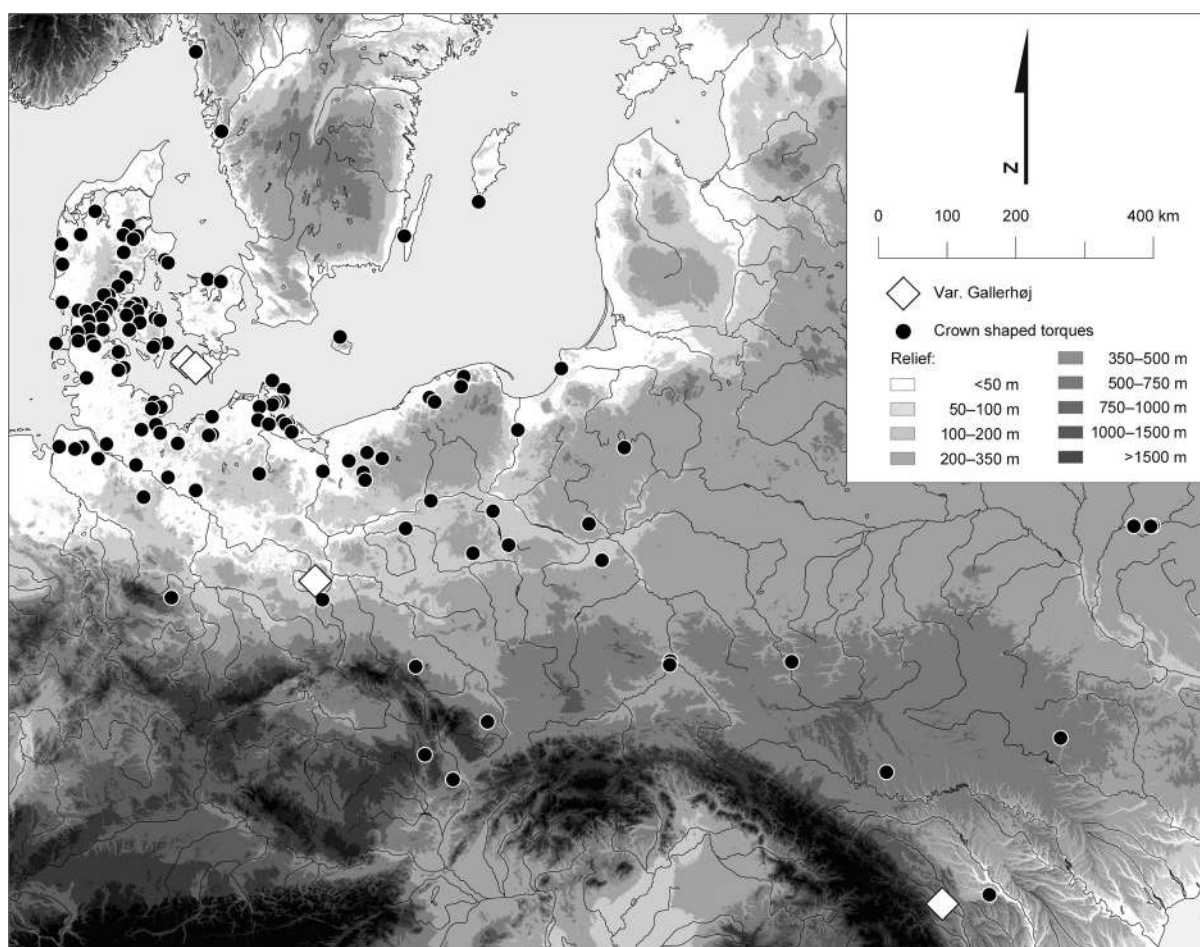 N
0 100 200 400 km
Var. Gallerhøj
Crown shaped torques
Relief:
<50 m
50–100 m
100–200 m
200–350 m
350–500 m
500–750 m
750–1000 m
1000–1500 m
>1500 m